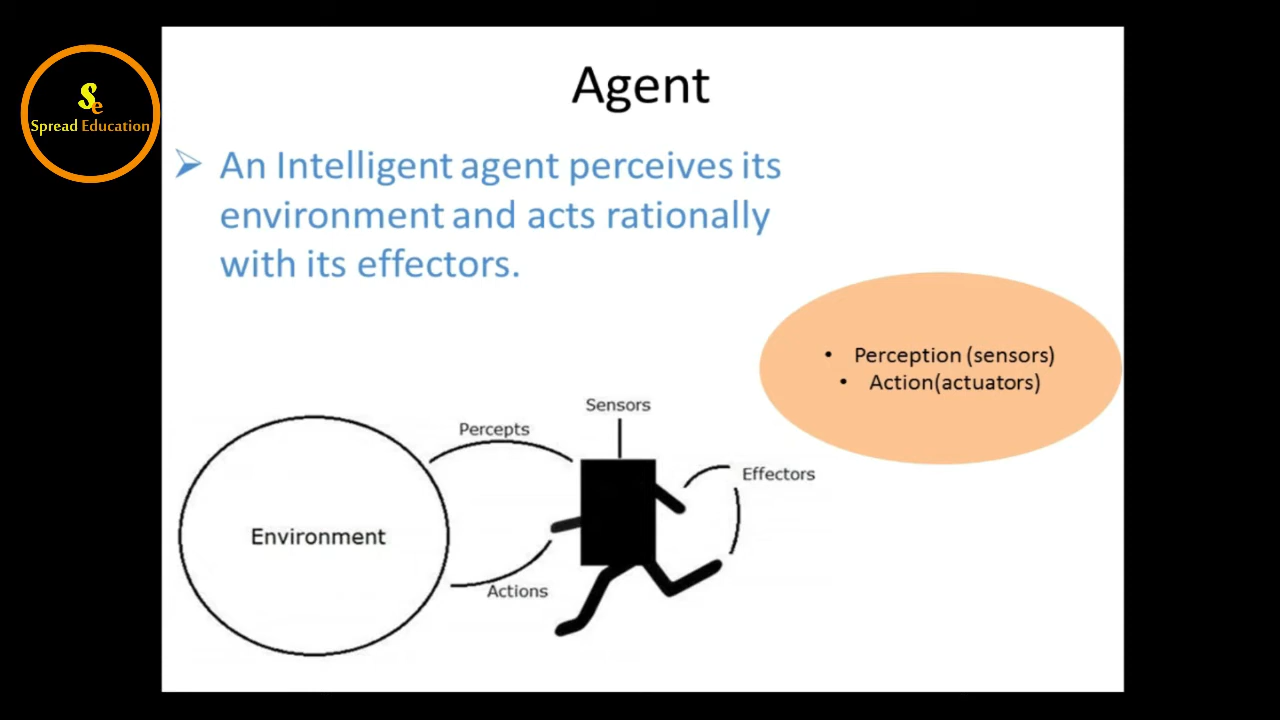 Se
Spread Education
Agent
➢ An Intelligent agent perceives its
environment and acts rationally
with its effectors.
• Perception (sensors)
• Action(actuators)
Sensors
Percepts
Effectors
Environment
Actions